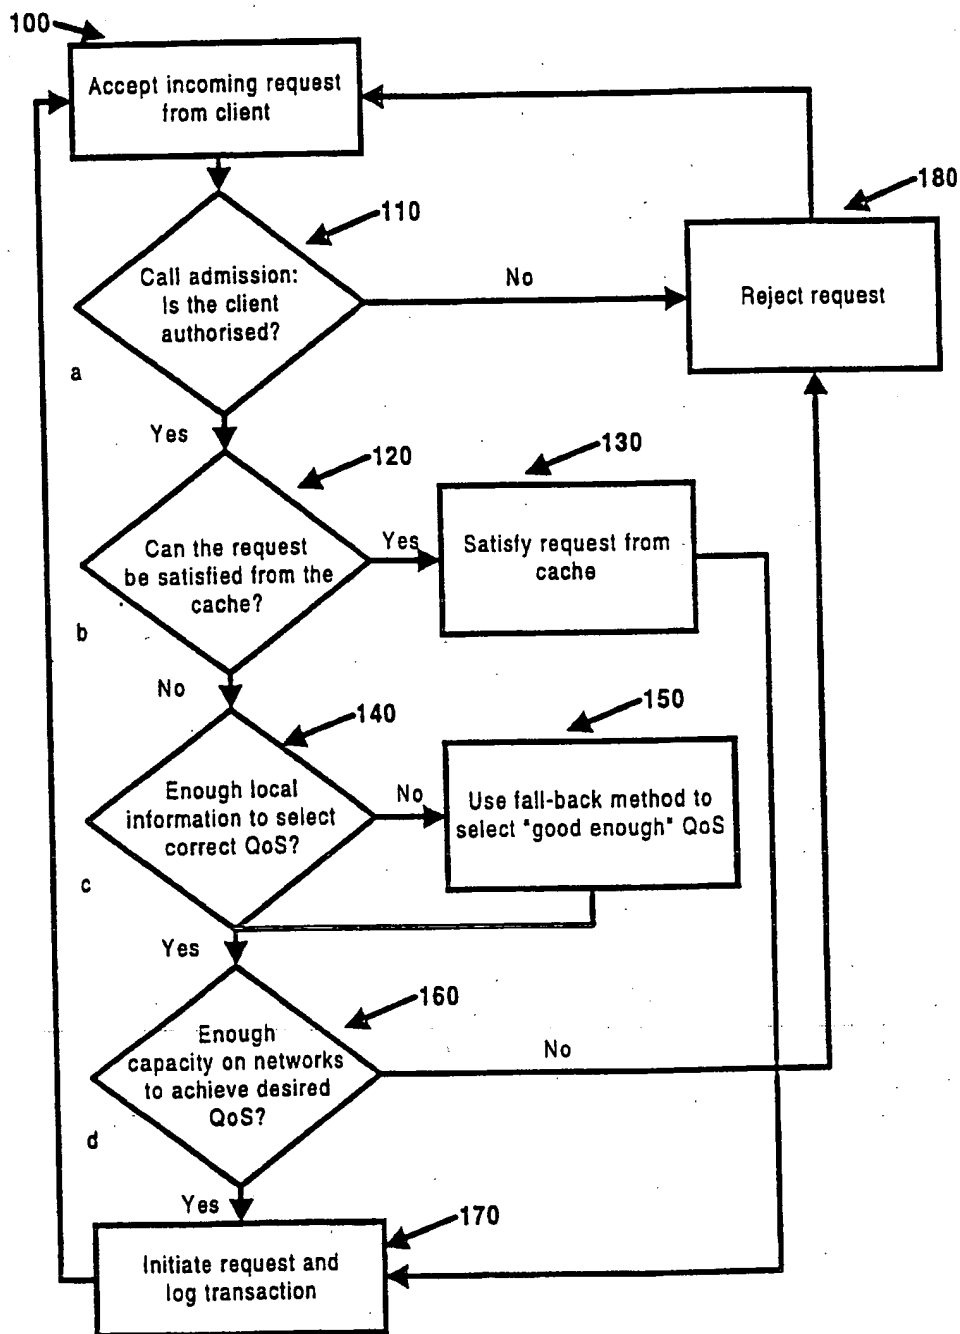 100
Accept incoming request
from client
180
110
Call admission:
Is the client
authorised?
No
Reject request
a
Yes
120
130
Can the request
be satisfied from the
cache?
Yes
Satisfy request from
cache
b
No
140
150
Enough local
information to select
correct QoS?
No
Use fall-back method to
select "good enough" QoS
c
Yes
160
Enough
capacity on networks
to achieve desired
QoS?
No
d
Yes
170
Initiate request and
log transaction